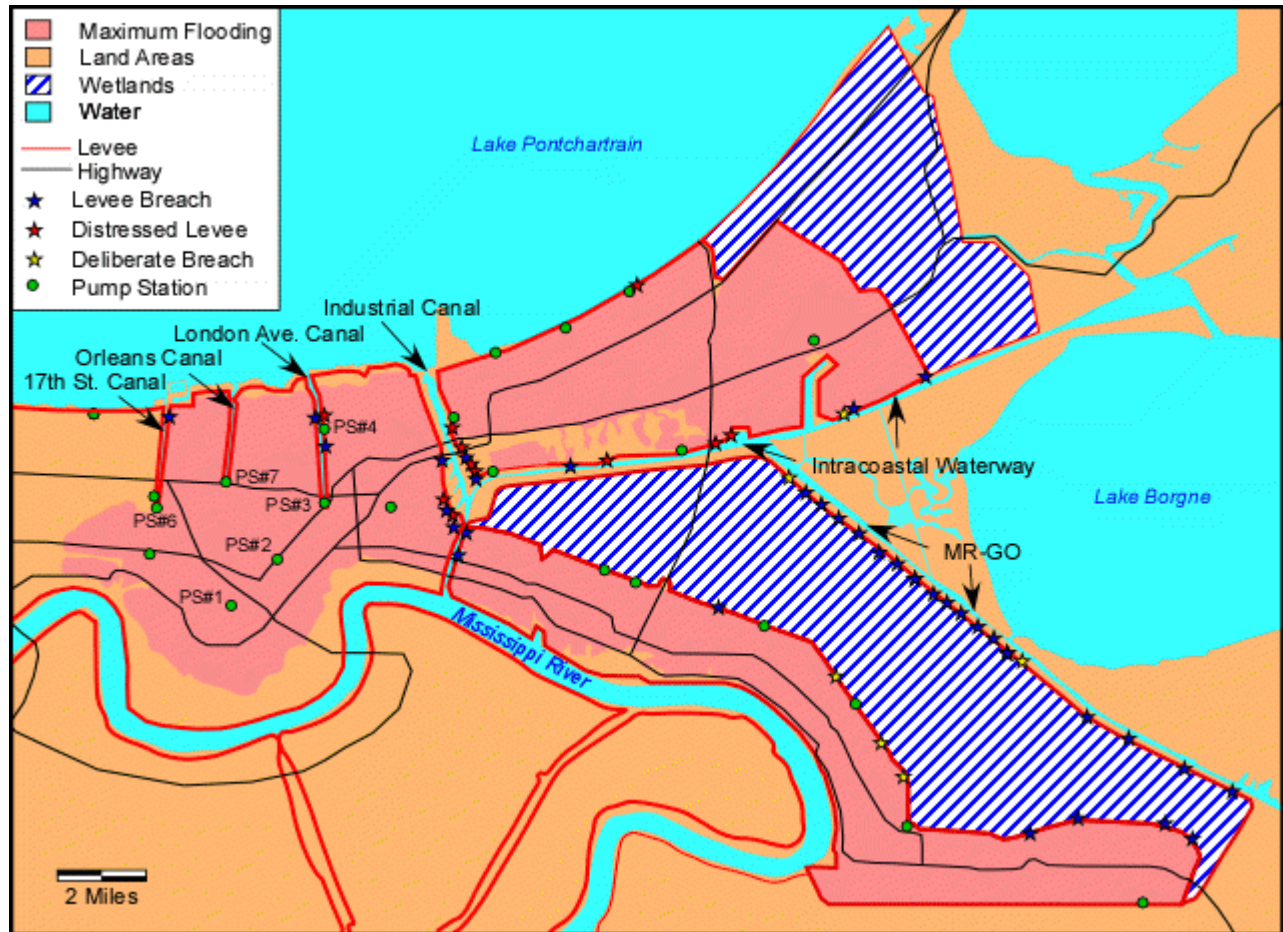 Maximum Flooding
Land Areas
Wetlands
Water
Levee
Highway
Levee Breach
Distressed Levee
Deliberate Breach
Pump Station
Lake Pontchartrain
Industrial Canal
London Ave. Canal
Orleans Canal
17th St. Canal
PS#4
Intracoastal Waterway
PS#7
Lake Borgne
PS#3
PS#6
PS#2
MR-GO
PS#1
Mississippi River
2 Miles